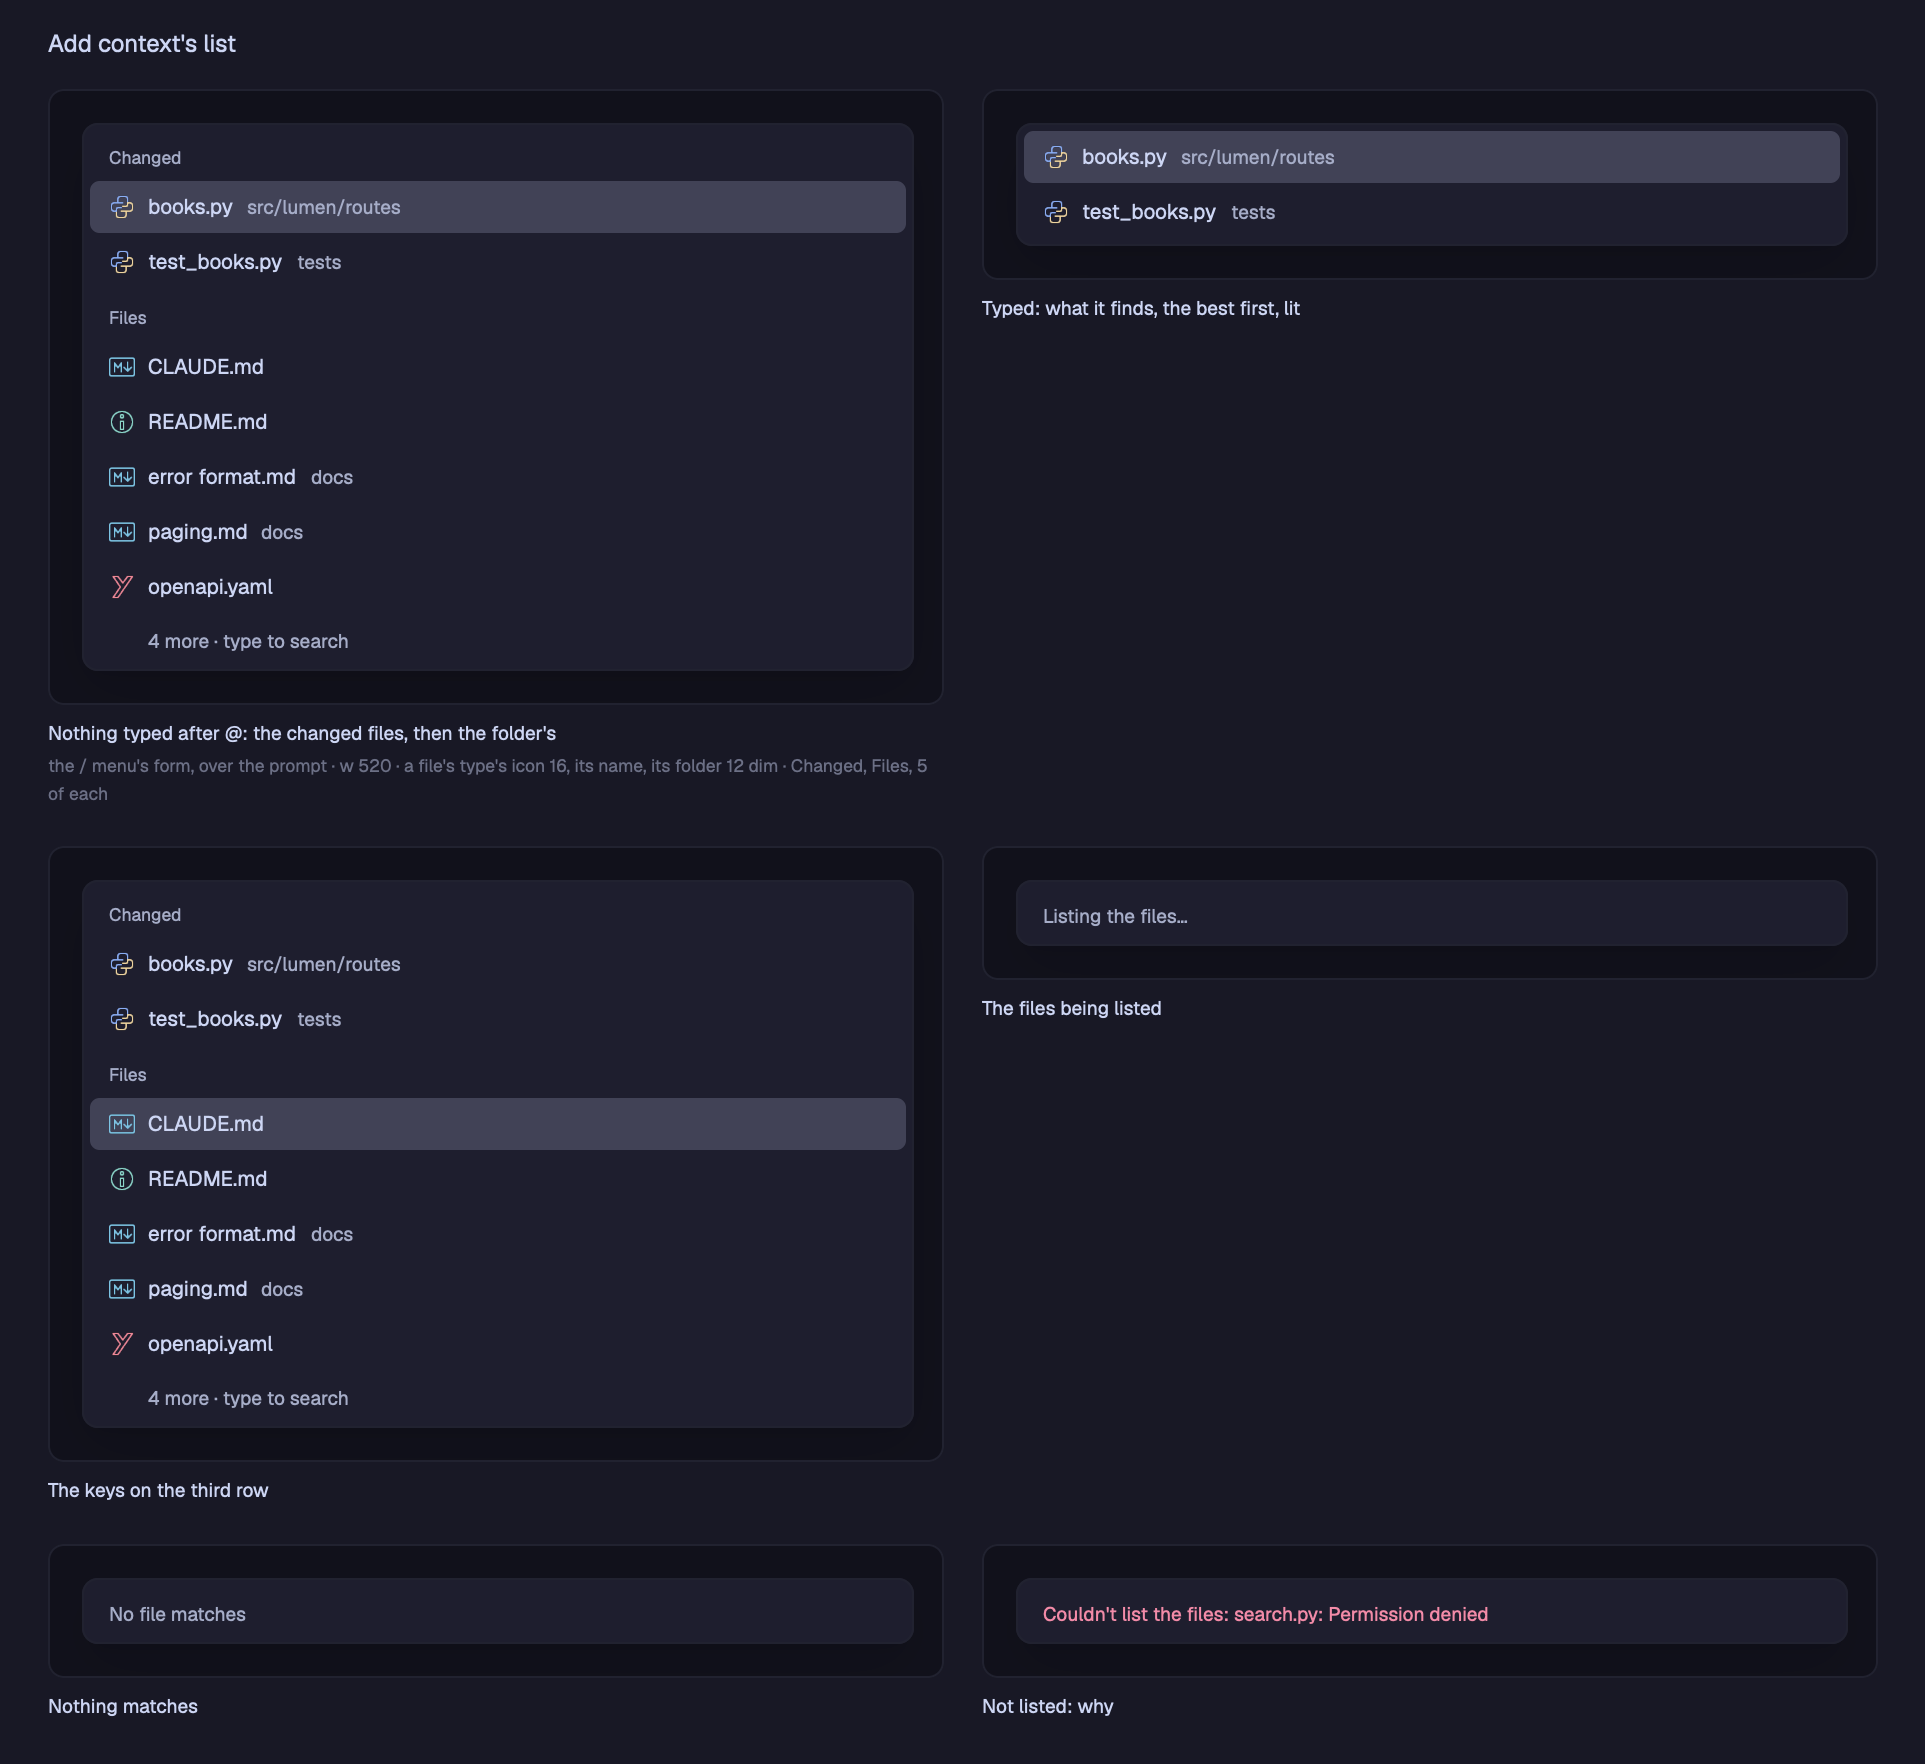 Add context's list
Changed
books.py src/lumen/routes
test_books.py tests
Files
CLAUDE.md
README.md
error format.md docs
paging.md docs
openapi.yaml
4 more · type to search
Nothing typed after @: the changed files, then the folder's
the / menu's form, over the prompt · w 520 · a file's type's icon 16, its name, its folder 12 dim · Changed, Files, 5
of each
books.py src/lumen/routes
test_books.py tests
Typed: what it finds, the best first, lit
Changed
books.py src/lumen/routes
test_books.py tests
Files
CLAUDE.md
README.md
error format.md docs
paging.md docs
openapi.yaml
4 more · type to search
The keys on the third row
Listing the files…
The files being listed
No file matches
Nothing matches
Couldn't list the files: search.py: Permission denied
Not listed: why